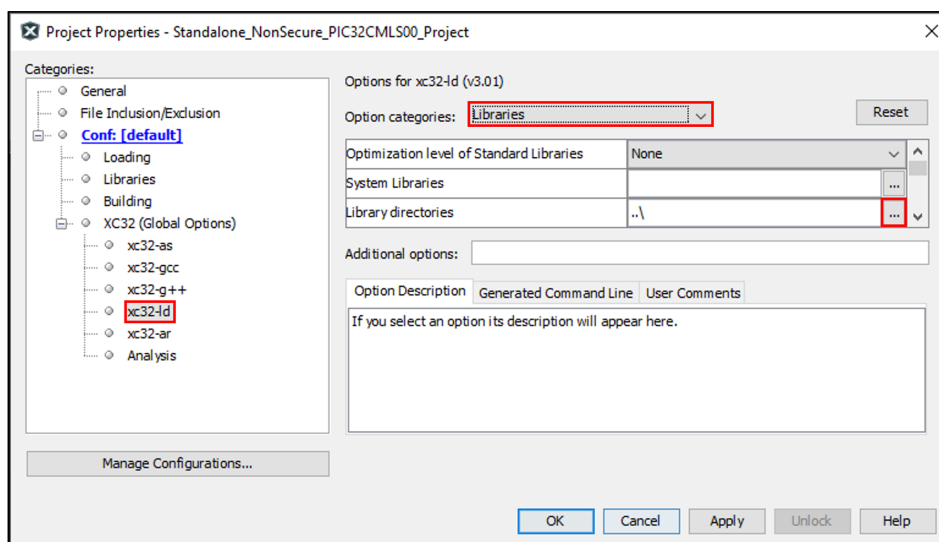 Project Properties - Standalone_NonSecure_PIC32CMLS00_Project
Categories:
General
File Inclusion/Exclusion
Conf: [default]
Loading
Libraries
Building
XC32 (Global Options)
xc32-as
xc32-gcc
xc32-g++
xc32-ld
xc32-ar
Analysis
Manage Configurations...
Options for xc32-ld (v3.01)
Option categories: Libraries
Reset
Optimization level of Standard Libraries None
System Libraries ...
Library directories ..\ ...
Additional options:
Option Description Generated Command Line User Comments
If you select an option its description will appear here.
OK Cancel Apply Unlock Help